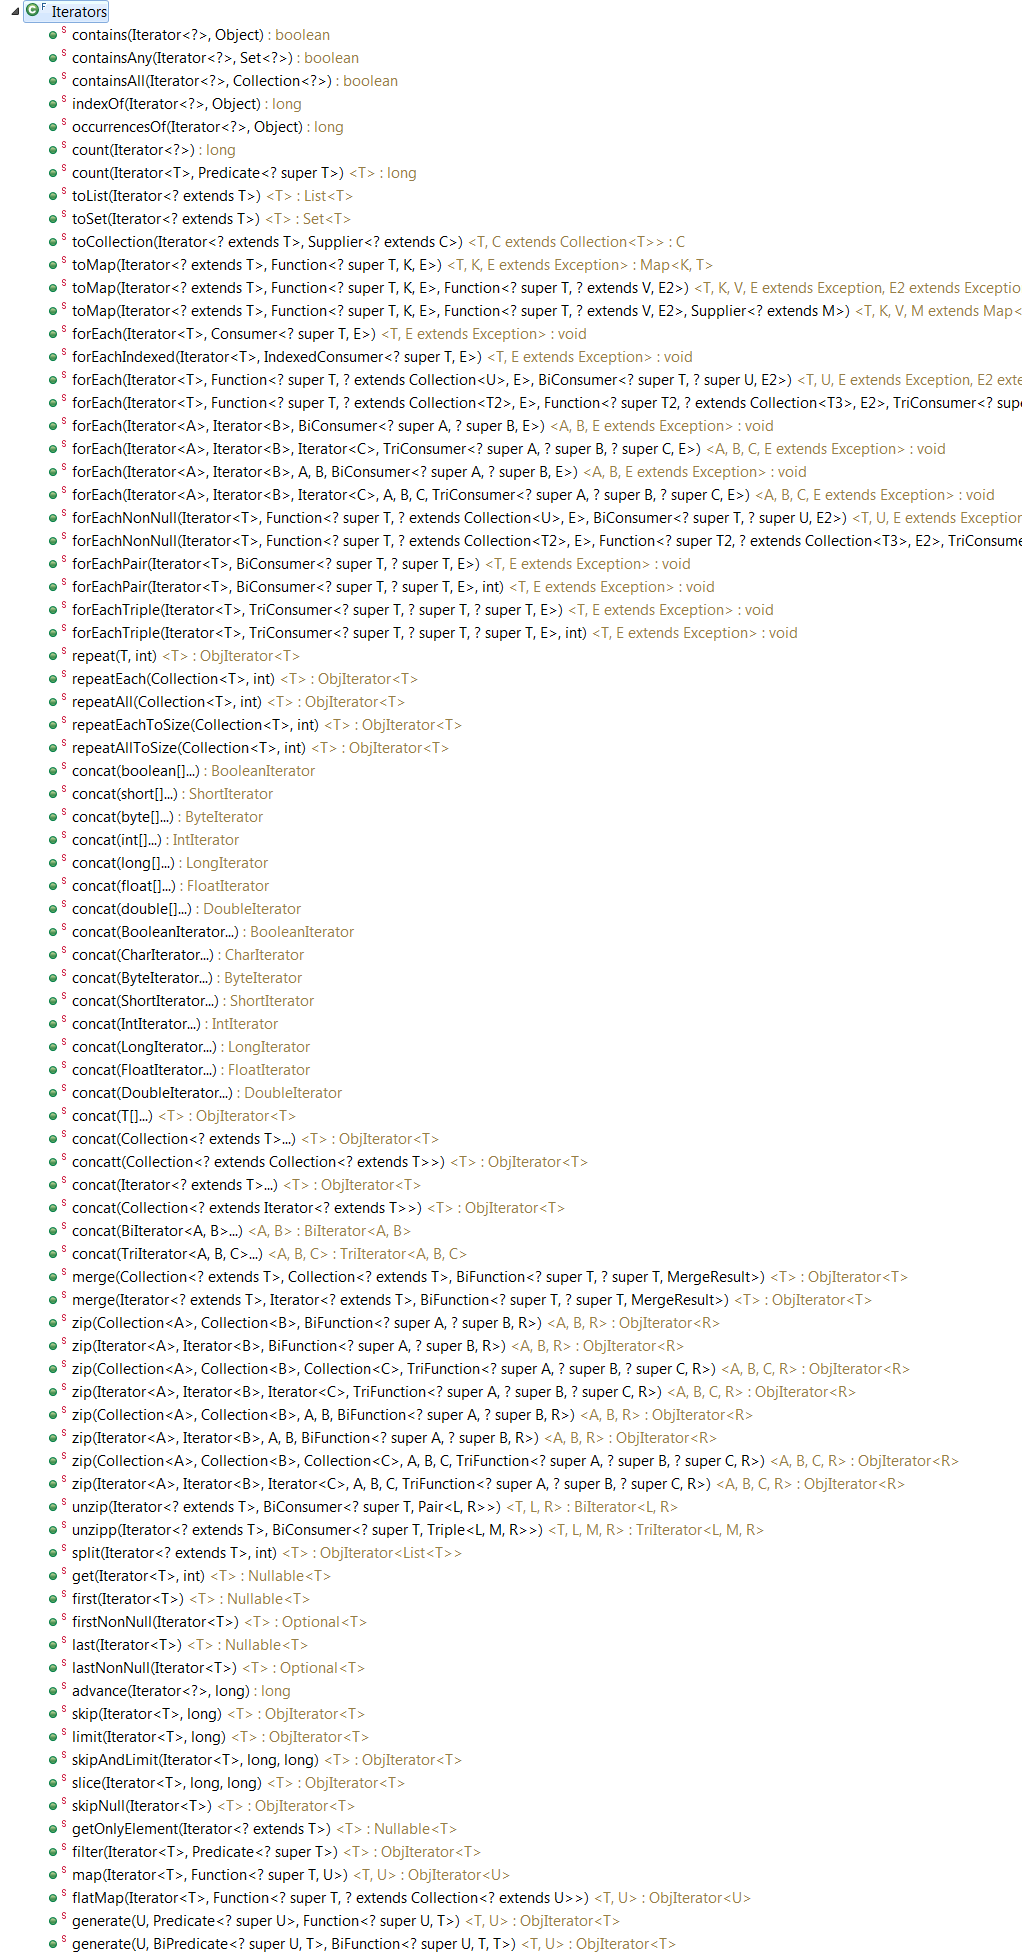 Iterators
contains(Iterator<?>, Object) : boolean
containsAny(Iterator<?>, Set<?>) : boolean
containsAll(Iterator<?>, Collection<?>) : boolean
indexOf(Iterator<?>, Object) : long
occurrencesOf(Iterator<?>, Object) : long
count(Iterator<?>) : long
count(Iterator<T>, Predicate<? super T>) <T> : long
toList(Iterator<? extends T>) <T> : List<T>
toSet(Iterator<? extends T>) <T> : Set<T>
toCollection(Iterator<? extends T>, Supplier<? extends C>) <T, C extends Collection<T>> : C
toMap(Iterator<? extends T>, Function<? super T, K, E>) <T, K, E extends Exception> : Map<K, T>
toMap(Iterator<? extends T>, Function<? super T, K, E>, Function<? super T, ? extends V, E2>) <T, K, V, E extends Exception, E2 extends Exceptio
toMap(Iterator<? extends T>, Function<? super T, K, E>, Function<? super T, ? extends V, E2>, Supplier<? extends M>) <T, K, V, M extends Map<
forEach(Iterator<T>, Consumer<? super T, E>) <T, E extends Exception> : void
forEachIndexed(Iterator<T>, IndexedConsumer<? super T, E>) <T, E extends Exception> : void
forEach(Iterator<T>, Function<? super T, ? extends Collection<U>, E>, BiConsumer<? super T, ? super U, E2>) <T, U, E extends Exception, E2 exte
forEach(Iterator<T>, Function<? super T, ? extends Collection<T2>, E>, Function<? super T2, ? extends Collection<T3>, E2>, TriConsumer<? sup
forEach(Iterator<A>, Iterator<B>, BiConsumer<? super A, ? super B, E>) <A, B, E extends Exception> : void
forEach(Iterator<A>, Iterator<B>, Iterator<C>, TriConsumer<? super A, ? super B, ? super C, E>) <A, B, C, E extends Exception> : void
forEach(Iterator<A>, Iterator<B>, A, B, BiConsumer<? super A, ? super B, E>) <A, B, E extends Exception> : void
forEach(Iterator<A>, Iterator<B>, Iterator<C>, A, B, C, TriConsumer<? super A, ? super B, ? super C, E>) <A, B, C, E extends Exception> : void
forEachNonNull(Iterator<T>, Function<? super T, ? extends Collection<U>, E>, BiConsumer<? super T, ? super U, E2>) <T, U, E extends Exception
forEachNonNull(Iterator<T>, Function<? super T, ? extends Collection<T2>, E>, Function<? super T2, ? extends Collection<T3>, E2>, TriConsume
forEachPair(Iterator<T>, BiConsumer<? super T, ? super T, E>) <T, E extends Exception> : void
forEachPair(Iterator<T>, BiConsumer<? super T, ? super T, E>, int) <T, E extends Exception> : void
forEachTriple(Iterator<T>, TriConsumer<? super T, ? super T, ? super T, E>) <T, E extends Exception> : void
forEachTriple(Iterator<T>, TriConsumer<? super T, ? super T, ? super T, E>, int) <T, E extends Exception> : void
repeat(T, int) <T> : ObjIterator<T>
repeatEach(Collection<T>, int) <T> : ObjIterator<T>
repeatAll(Collection<T>, int) <T> : ObjIterator<T>
repeatEachToSize(Collection<T>, int) <T> : ObjIterator<T>
repeatAllToSize(Collection<T>, int) <T> : ObjIterator<T>
concat(boolean[]...) : BooleanIterator
concat(short[]...) : ShortIterator
concat(byte[]...) : ByteIterator
concat(int[]...) : IntIterator
concat(long[]...) : LongIterator
concat(float[]...) : FloatIterator
concat(double[]...) : DoubleIterator
concat(BooleanIterator...) : BooleanIterator
concat(CharIterator...) : CharIterator
concat(ByteIterator...) : ByteIterator
concat(ShortIterator...) : ShortIterator
concat(IntIterator...) : IntIterator
concat(LongIterator...) : LongIterator
concat(FloatIterator...) : FloatIterator
concat(DoubleIterator...) : DoubleIterator
concat(T[]...) <T> : ObjIterator<T>
concat(Collection<? extends T>...) <T> : ObjIterator<T>
concatt(Collection<? extends Collection<? extends T>>) <T> : ObjIterator<T>
concat(Iterator<? extends T>...) <T> : ObjIterator<T>
concat(Collection<? extends Iterator<? extends T>>) <T> : ObjIterator<T>
concat(BiIterator<A, B>...) <A, B> : BiIterator<A, B>
concat(TriIterator<A, B, C>...) <A, B, C> : TriIterator<A, B, C>
merge(Collection<? extends T>, Collection<? extends T>, BiFunction<? super T, ? super T, MergeResult>) <T> : ObjIterator<T>
merge(Iterator<? extends T>, Iterator<? extends T>, BiFunction<? super T, ? super T, MergeResult>) <T> : ObjIterator<T>
zip(Collection<A>, Collection<B>, BiFunction<? super A, ? super B, R>) <A, B, R> : ObjIterator<R>
zip(Iterator<A>, Iterator<B>, BiFunction<? super A, ? super B, R>) <A, B, R> : ObjIterator<R>
zip(Collection<A>, Collection<B>, Collection<C>, TriFunction<? super A, ? super B, ? super C, R>) <A, B, C, R> : ObjIterator<R>
zip(Iterator<A>, Iterator<B>, Iterator<C>, TriFunction<? super A, ? super B, ? super C, R>) <A, B, C, R> : ObjIterator<R>
zip(Collection<A>, Collection<B>, A, B, BiFunction<? super A, ? super B, R>) <A, B, R> : ObjIterator<R>
zip(Iterator<A>, Iterator<B>, A, B, BiFunction<? super A, ? super B, R>) <A, B, R> : ObjIterator<R>
zip(Collection<A>, Collection<B>, Collection<C>, A, B, C, TriFunction<? super A, ? super B, ? super C, R>) <A, B, C, R> : ObjIterator<R>
zip(Iterator<A>, Iterator<B>, Iterator<C>, A, B, C, TriFunction<? super A, ? super B, ? super C, R>) <A, B, C, R> : ObjIterator<R>
unzip(Iterator<? extends T>, BiConsumer<? super T, Pair<L, R>>) <T, L, R> : BiIterator<L, R>
unzipp(Iterator<? extends T>, BiConsumer<? super T, Triple<L, M, R>>) <T, L, M, R> : TriIterator<L, M, R>
split(Iterator<? extends T>, int) <T> : ObjIterator<List<T>>
get(Iterator<T>, int) <T> : Nullable<T>
first(Iterator<T>) <T> : Nullable<T>
firstNonNull(Iterator<T>) <T> : Optional<T>
last(Iterator<T>) <T> : Nullable<T>
lastNonNull(Iterator<T>) <T> : Optional<T>
advance(Iterator<?>, long) : long
skip(Iterator<T>, long) <T> : ObjIterator<T>
limit(Iterator<T>, long) <T> : ObjIterator<T>
skipAndLimit(Iterator<T>, long, long) <T> : ObjIterator<T>
slice(Iterator<T>, long, long) <T> : ObjIterator<T>
skipNull(Iterator<T>) <T> : ObjIterator<T>
getOnlyElement(Iterator<? extends T>) <T> : Nullable<T>
filter(Iterator<T>, Predicate<? super T>) <T> : ObjIterator<T>
map(Iterator<T>, Function<? super T, U>) <T, U> : ObjIterator<U>
flatMap(Iterator<T>, Function<? super T, ? extends Collection<? extends U>>) <T, U> : ObjIterator<U>
generate(U, Predicate<? super U>, Function<? super U, T>) <T, U> : ObjIterator<T>
generate(U, BiPredicate<? super U, T>, BiFunction<? super U, T, T>) <T, U> : ObjIterator<T>